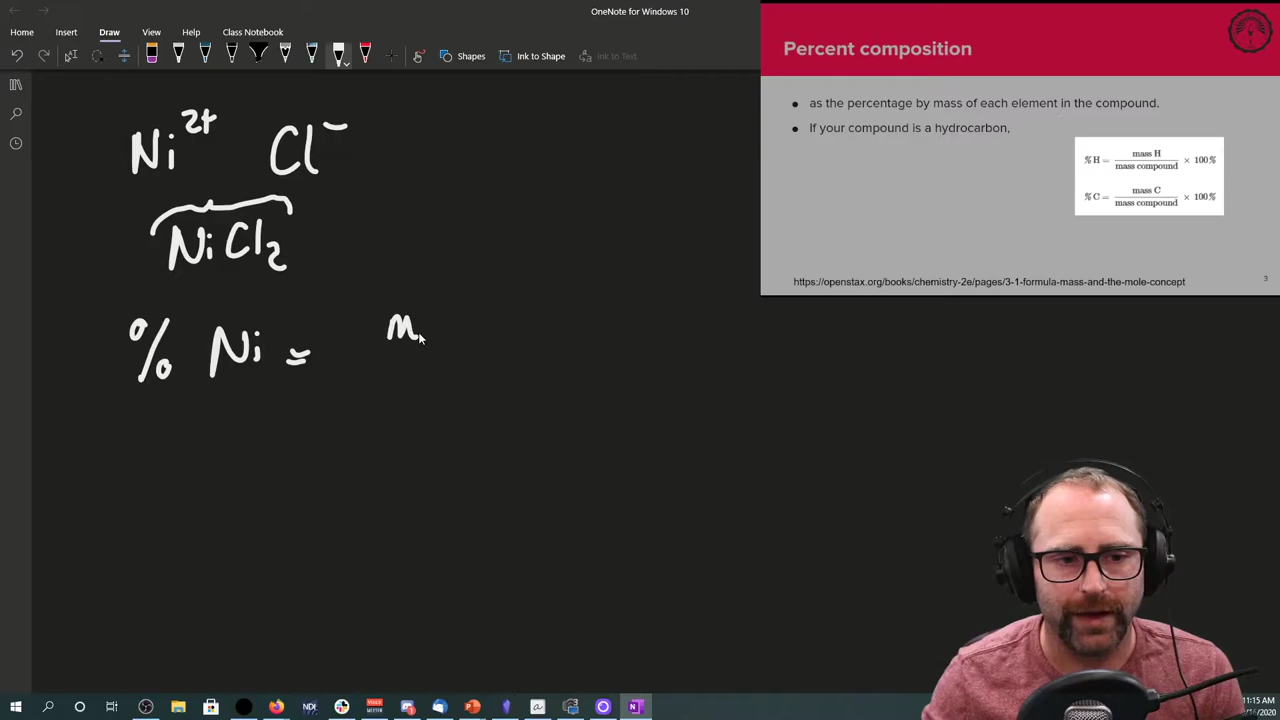 OneNote for Windows 10
Home Insert Draw View Help Class Notebook
Shapes Ink to Shape Ink to Text
Ni²⁺ Cl⁻
NiCl₂
% Ni = m
Percent composition
● as the percentage by mass of each element in the compound.
● If your compound is a hydrocarbon,
% H = mass H / mass compound × 100 %
% C = mass C / mass compound × 100 %
https://openstax.org/books/chemistry-2e/pages/3-1-formula-mass-and-the-mole-concept
3
11:15 AM